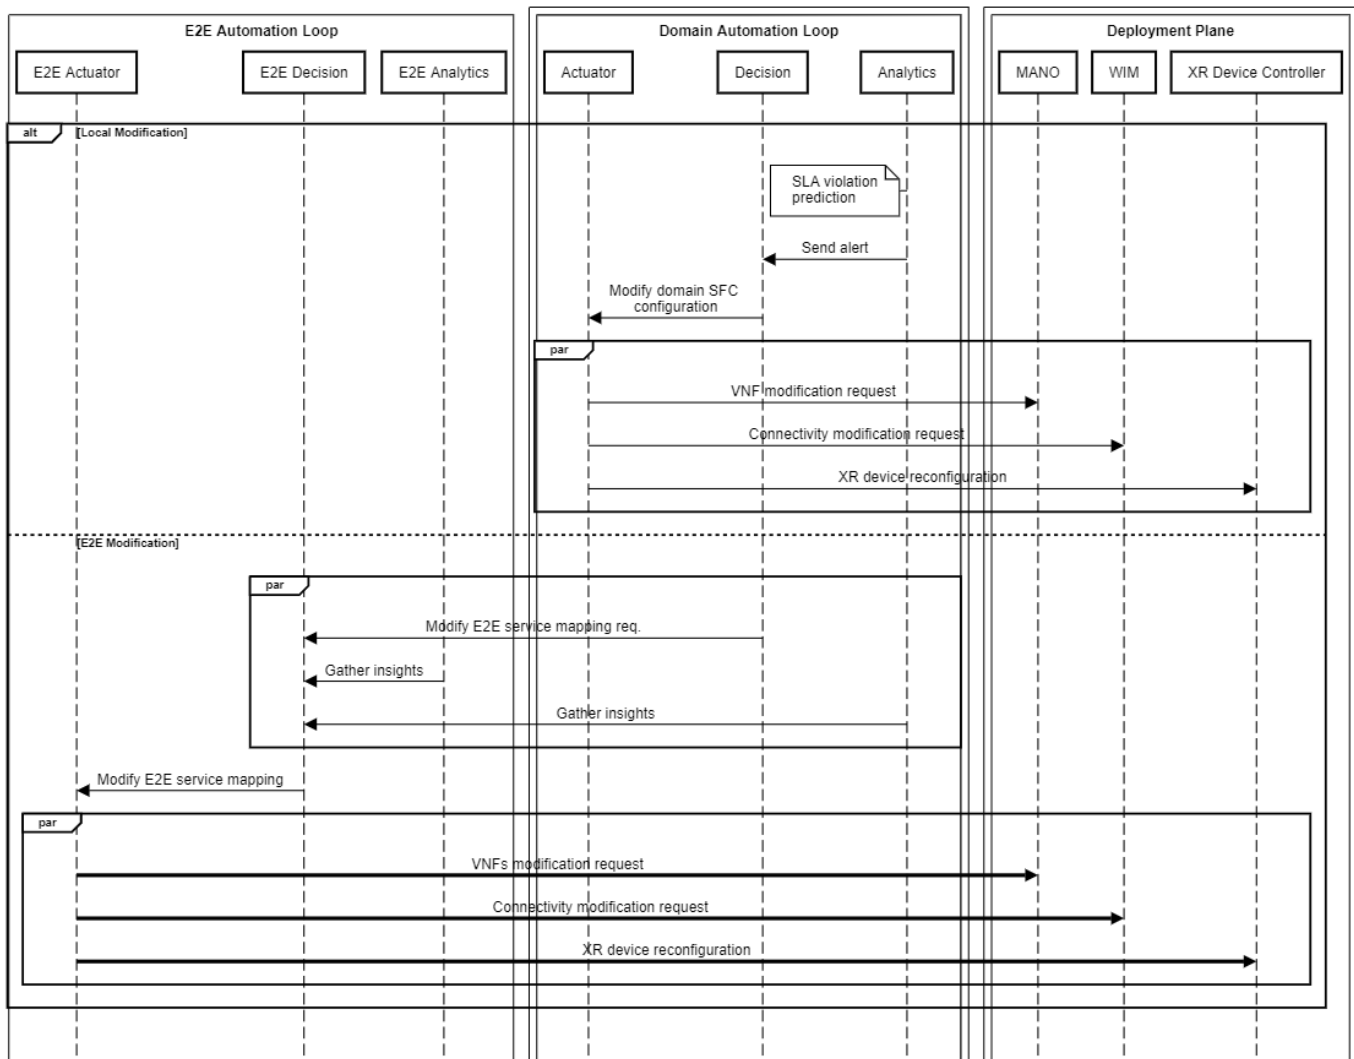 E2E Automation Loop
Domain Automation Loop
Deployment Plane
E2E Actuator
E2E Decision
E2E Analytics
Actuator
Decision
Analytics
MANO
WIM
XR Device Controller
alt
[Local Modification]
SLA violation
prediction
Send alert
Modify domain SFC
configuration
par
VNF modification request
Connectivity modification request
XR device reconfiguration
[E2E Modification]
par
Modify E2E service mapping req.
Gather insights
Gather insights
Modify E2E service mapping
par
VNFs modification request
Connectivity modification request
XR device reconfiguration